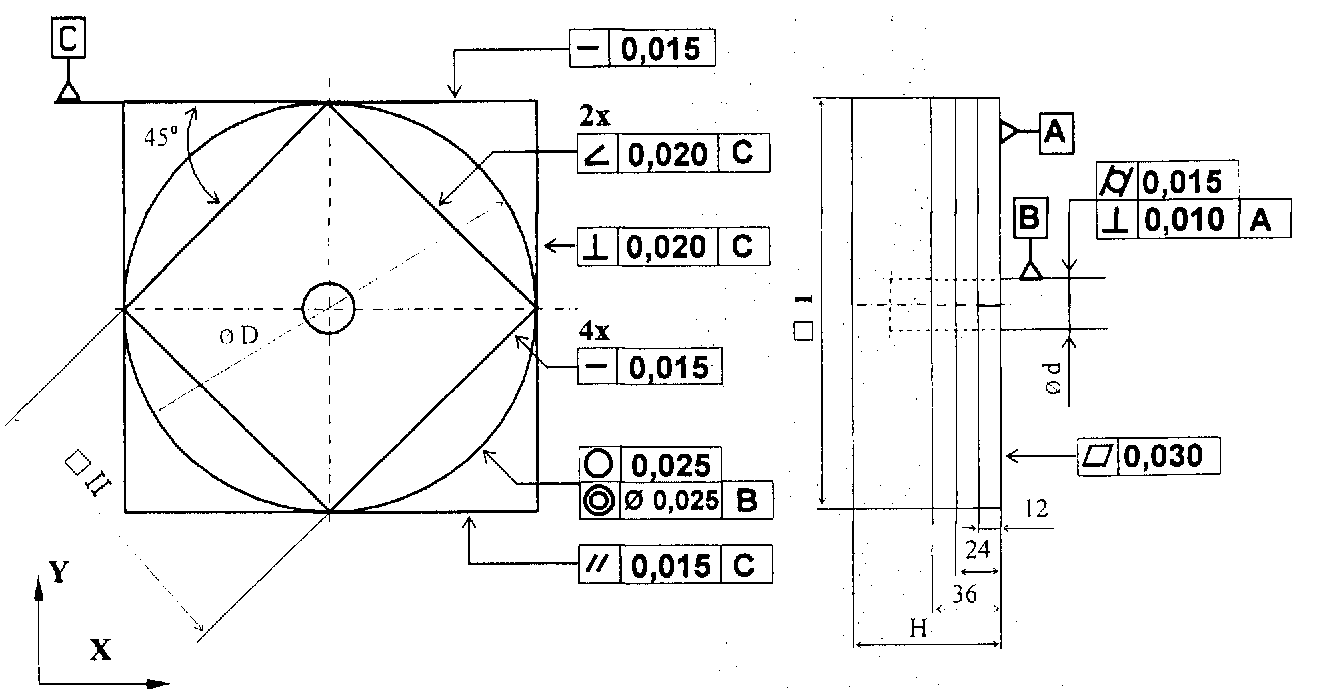 C
— 0,015
2x
45°
∠ 0,020 C
A
⌭ 0,015
⊥ 0,010 A
B
⊥ 0,020 C
ø D
□ I
4x
— 0,015
ø d
○ 0,025
◎ Ø 0,025 B
⏥ 0,030
□ II
12
24
// 0,015 C
36
H
Y
X